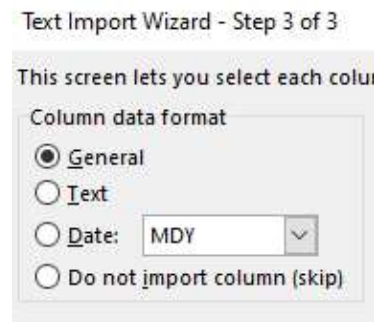 Text Import Wizard - Step 3 of 3
This screen lets you select each colu
Column data format
General
Text
Date: MDY
Do not import column (skip)